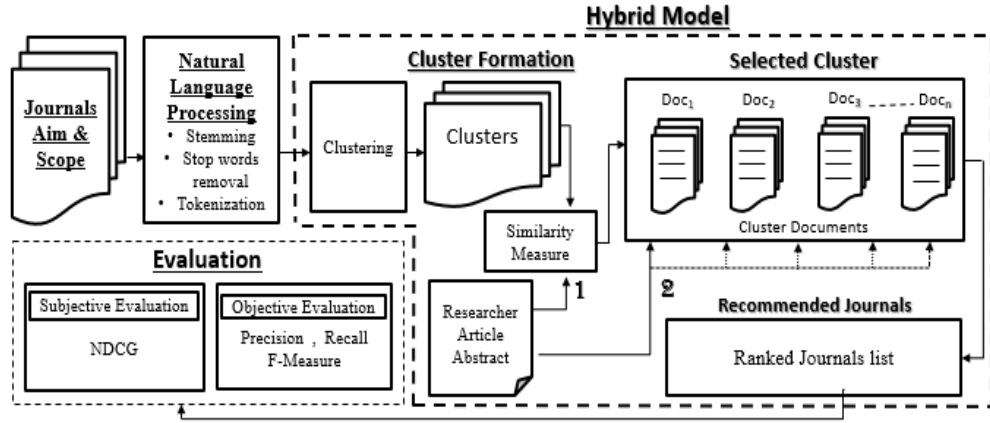 Hybrid Model
Journals
Aim &
Scope
Natural
Language
Processing
• Stemming
• Stop words
removal
• Tokenization
Cluster Formation
Clustering
Clusters
Similarity
Measure
Selected Cluster
Doc1 Doc2 Doc3 Docn
Cluster Documents
1
2
Researcher
Article
Abstract
Recommended Journals
Ranked Journals list
Evaluation
Subjective Evaluation
NDCG
Objective Evaluation
Precision , Recall
F-Measure